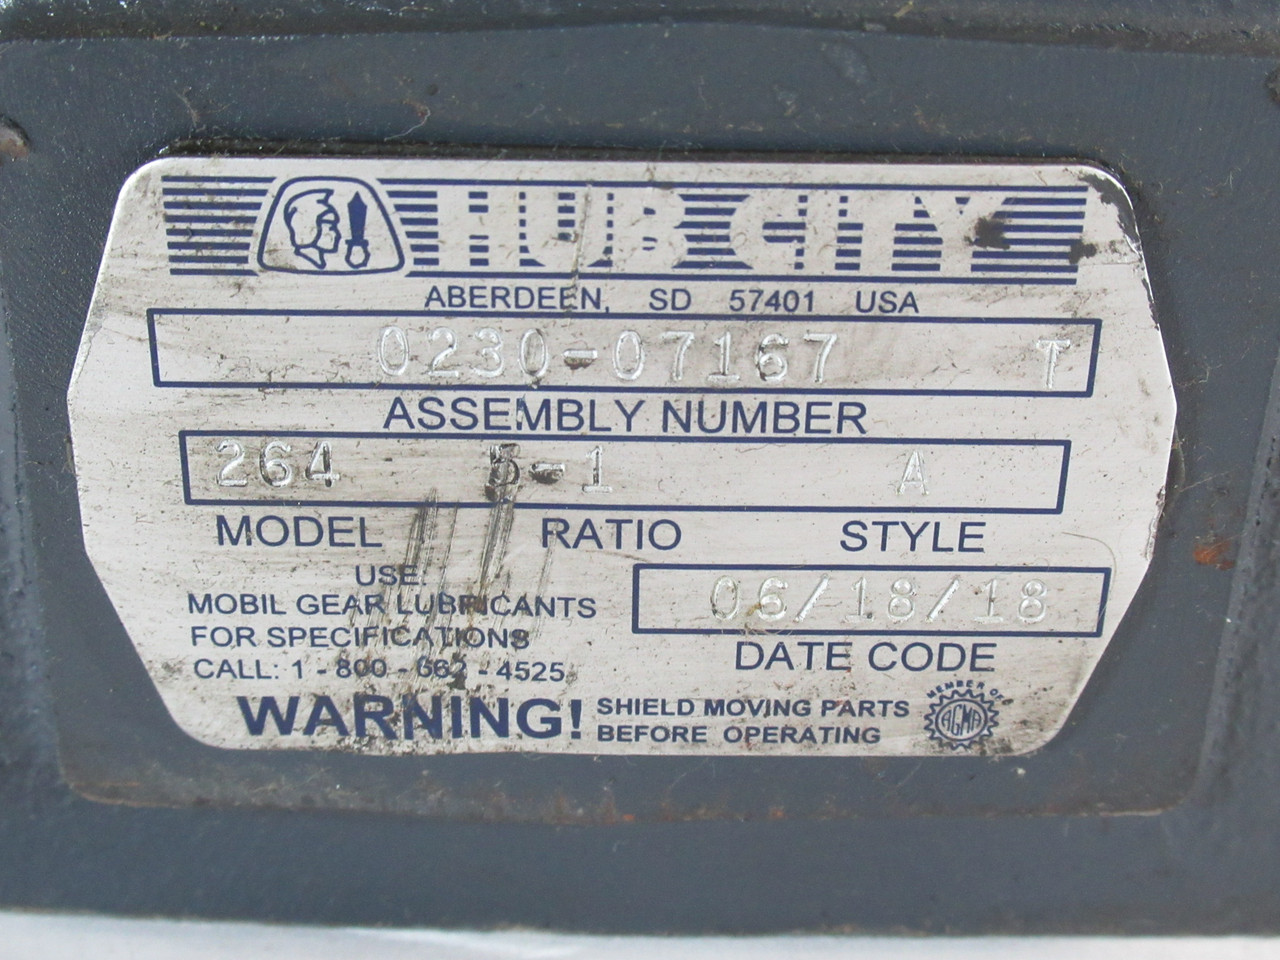 HUB CITY
ABERDEEN, SD 57401 USA
0230-07167 T
ASSEMBLY NUMBER
264 5-1 A
MODEL RATIO STYLE
USE:
MOBIL GEAR LUBRICANTS
FOR SPECIFICATIONS
CALL: 1 - 800 - 662 - 4525
06/18/18
DATE CODE
WARNING! SHIELD MOVING PARTS
BEFORE OPERATING
MEMBER OF
AGMA